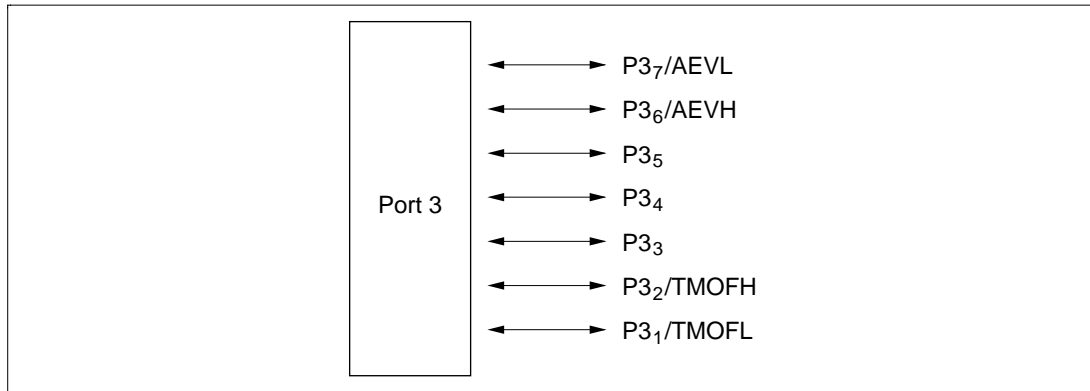 P3₇/AEVL
P3₆/AEVH
P3₅
P3₄
Port 3
P3₃
P3₂/TMOFH
P3₁/TMOFL